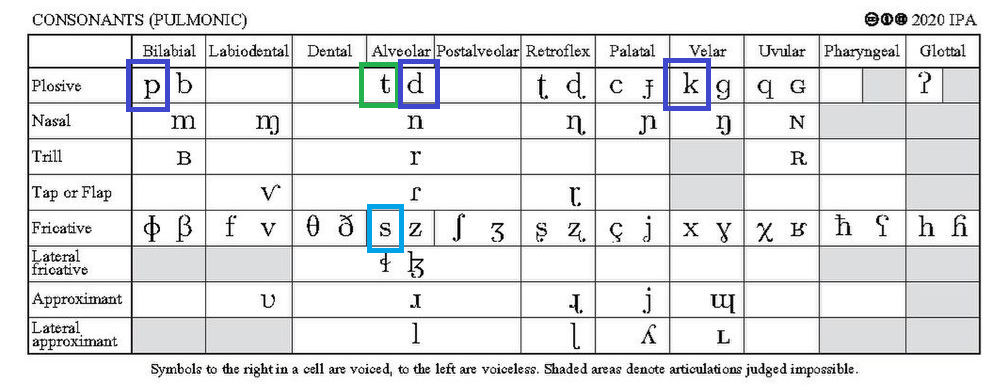 CONSONANTS (PULMONIC) 🅭🅯🄎 2020 IPA
Bilabial Labiodental Dental Alveolar Postalveolar Retroflex Palatal Velar Uvular Pharyngeal Glottal
Plosive p b t d ʈ ɖ c ɟ k ɡ q ɢ ʔ
Nasal m ɱ n ɳ ɲ ŋ ɴ
Trill ʙ r ʀ
Tap or Flap ⱱ ɾ ɽ
Fricative ɸ β f v θ ð s z ʃ ʒ ʂ ʐ ç ʝ x ɣ χ ʁ ħ ʕ h ɦ
Lateral
fricative ɬ ɮ
Approximant ʋ ɹ ɻ j ɰ
Lateral
approximant l ɭ ʎ ʟ
Symbols to the right in a cell are voiced, to the left are voiceless. Shaded areas denote articulations judged impossible.